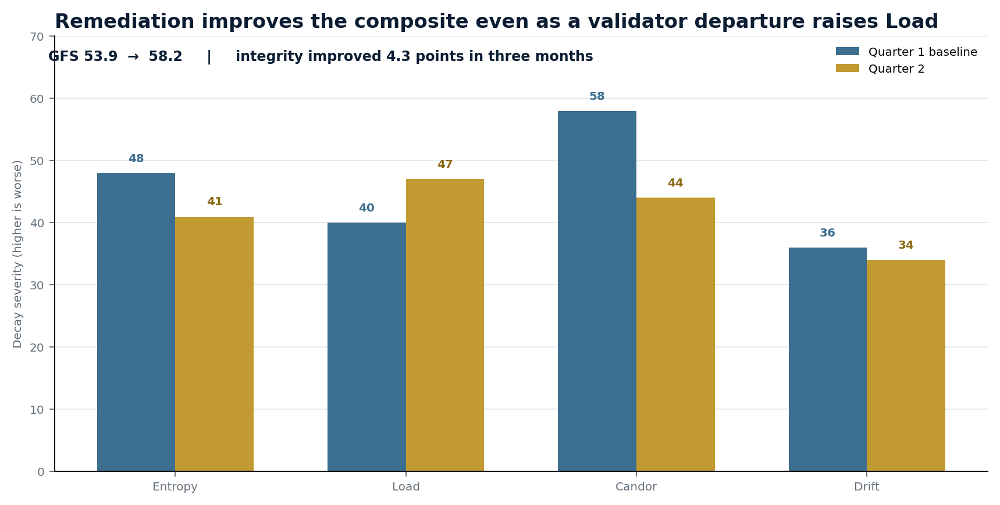 Remediation improves the composite even as a validator departure raises Load
GFS 53.9 → 58.2 | integrity improved 4.3 points in three months
Quarter 1 baseline
Quarter 2
Decay severity (higher is worse)
70
60
50
40
30
20
10
0
48
41
40
47
58
44
36
34
Entropy
Load
Candor
Drift